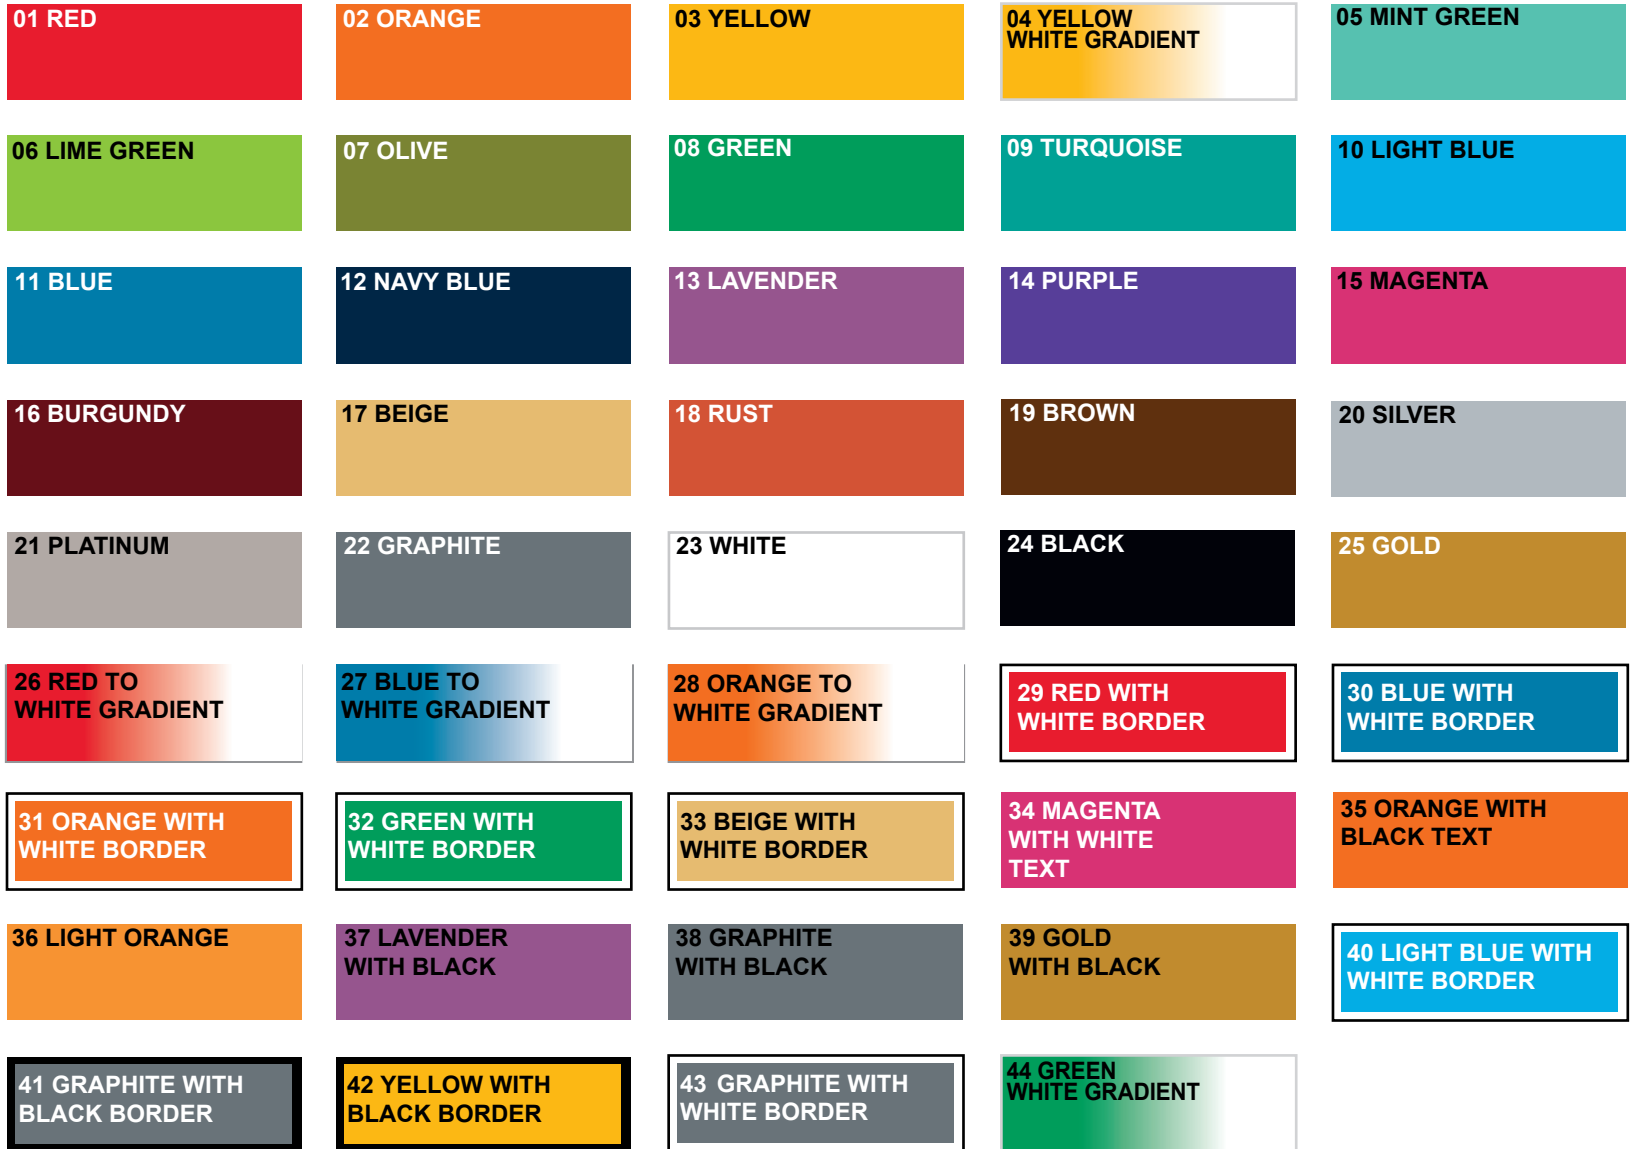 01 RED
02 ORANGE
03 YELLOW
04 YELLOW
WHITE GRADIENT
05 MINT GREEN
06 LIME GREEN
07 OLIVE
08 GREEN
09 TURQUOISE
10 LIGHT BLUE
11 BLUE
12 NAVY BLUE
13 LAVENDER
14 PURPLE
15 MAGENTA
16 BURGUNDY
17 BEIGE
18 RUST
19 BROWN
20 SILVER
21 PLATINUM
22 GRAPHITE
23 WHITE
24 BLACK
25 GOLD
26 RED TO
WHITE GRADIENT
27 BLUE TO
WHITE GRADIENT
28 ORANGE TO
WHITE GRADIENT
29 RED WITH
WHITE BORDER
30 BLUE WITH
WHITE BORDER
31 ORANGE WITH
WHITE BORDER
32 GREEN WITH
WHITE BORDER
33 BEIGE WITH
WHITE BORDER
34 MAGENTA
WITH WHITE
TEXT
35 ORANGE WITH
BLACK TEXT
36 LIGHT ORANGE
37 LAVENDER
WITH BLACK
38 GRAPHITE
WITH BLACK
39 GOLD
WITH BLACK
40 LIGHT BLUE WITH
WHITE BORDER
41 GRAPHITE WITH
BLACK BORDER
42 YELLOW WITH
BLACK BORDER
43 GRAPHITE WITH
WHITE BORDER
44 GREEN
WHITE GRADIENT